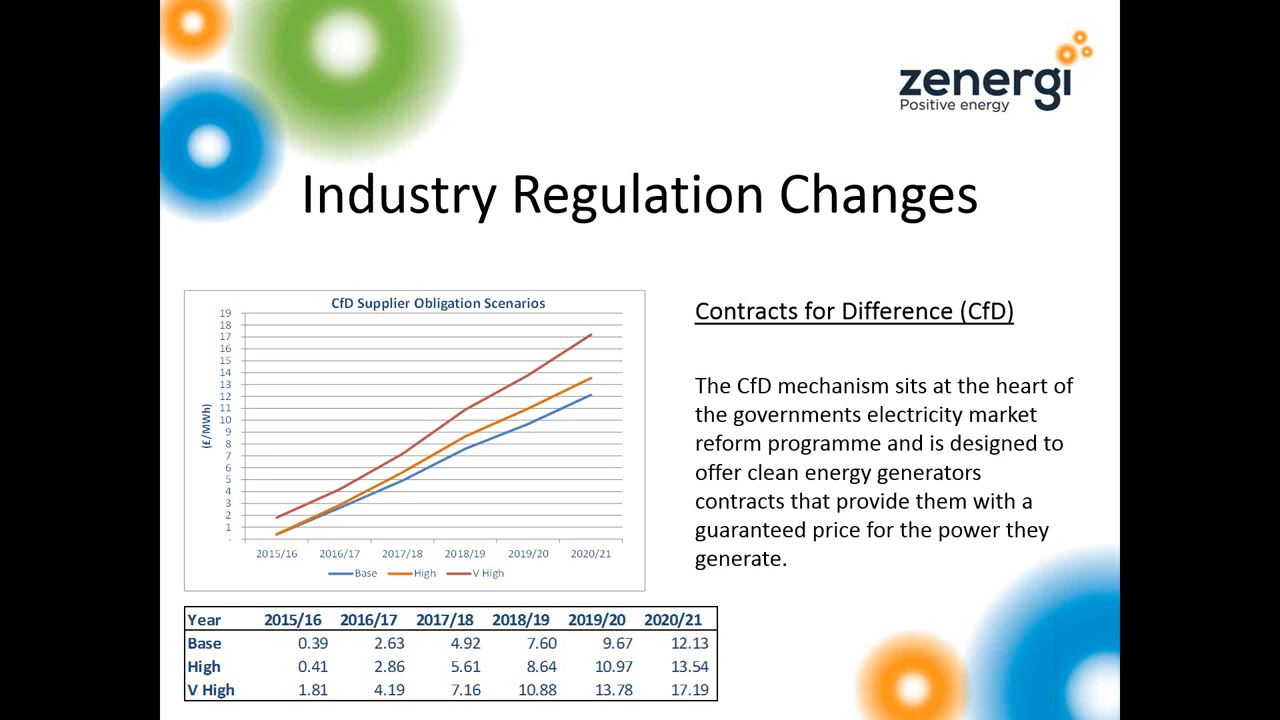 zenergi
Positive energy
Industry Regulation Changes
CfD Supplier Obligation Scenarios
19
18
17
16
15
14
13
12
11
10
9
8
7
6
5
4
3
2
1
-
(£/MWh)
2015/16 2016/17 2017/18 2018/19 2019/20 2020/21
Base High V High
Contracts for Difference (CfD)
The CfD mechanism sits at the heart of
the governments electricity market
reform programme and is designed to
offer clean energy generators
contracts that provide them with a
guaranteed price for the power they
generate.
Year 2015/16 2016/17 2017/18 2018/19 2019/20 2020/21
Base 0.39 2.63 4.92 7.60 9.67 12.13
High 0.41 2.86 5.61 8.64 10.97 13.54
V High 1.81 4.19 7.16 10.88 13.78 17.19